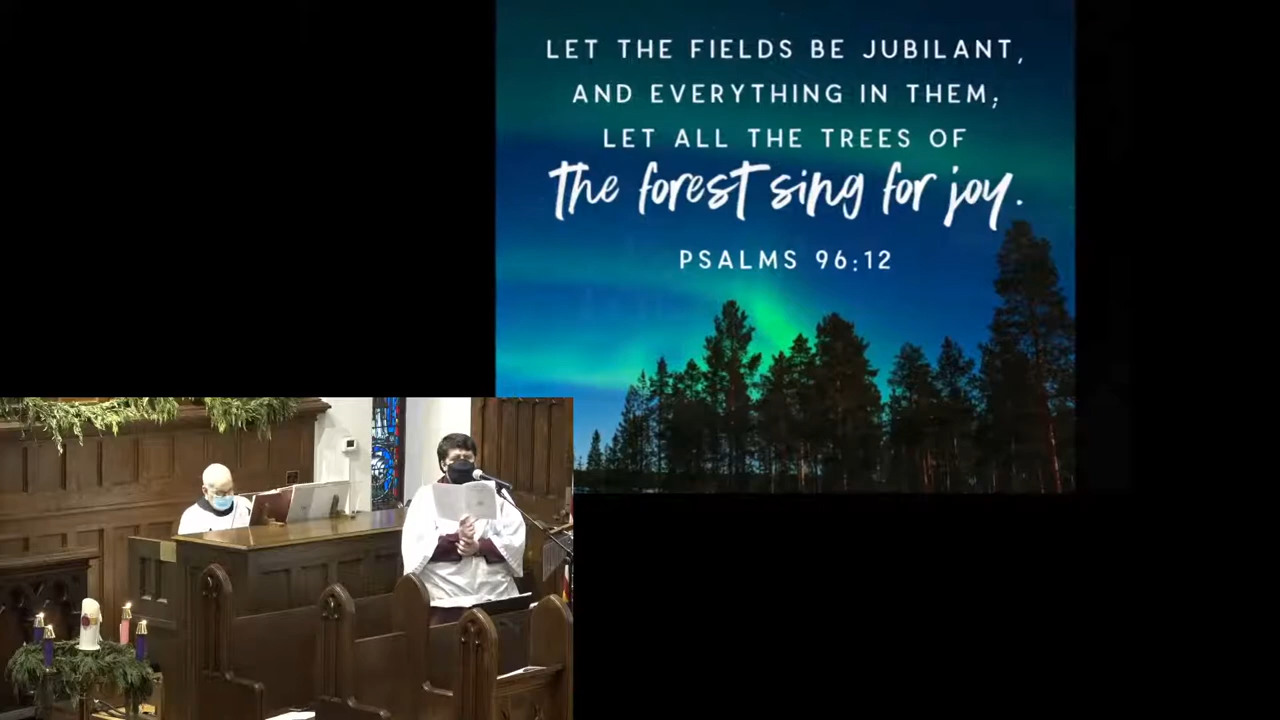 LET THE FIELDS BE JUBILANT,
AND EVERYTHING IN THEM;
LET ALL THE TREES OF
the forest sing for joy.
PSALMS 96:12